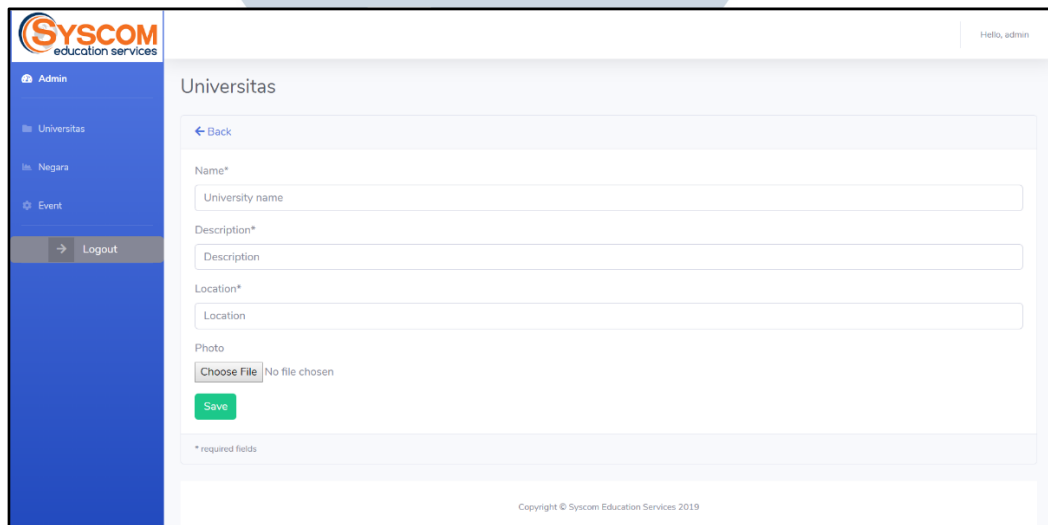 SYSCOM
education services
Hello, admin
Admin
Universitas
Negara
Event
Logout
Universitas
Back
Name*
University name
Description*
Description
Location*
Location
Photo
Choose File No file chosen
Save
* required fields
Copyright © Syscom Education Services 2019